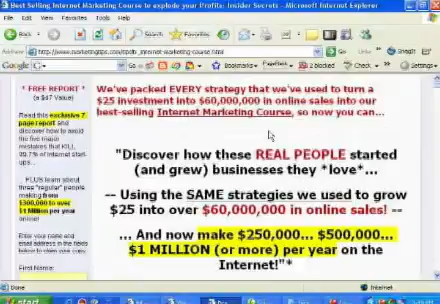 Best Selling Internet Marketing Course to explode your Profits: Insider Secrets - Microsoft Internet Explorer
File Edit View Favorites Tools Help
Back Search Favorites
Address Go Links SnagIt
Google Go Bookmarks PageRank 2 blocked Check Settings
* FREE REPORT *
(a $47 Value)
Read this exclusive 7
page report and
discover how to avoid
the five major
mistakes that KILL
99.7% of internet start-
ups...
PLUS learn about
three "regular" people
making from
$300,000 to over
$1 Million per year
online!
Enter your name and
email address in the fields
below to claim your copy.
First Name:
We've packed EVERY strategy that we've used to turn a
$25 investment into $60,000,000 in online sales into our
best-selling Internet Marketing Course, so now you can...
"Discover how these REAL PEOPLE started
(and grew) businesses they *love*...
-- Using the SAME strategies we used to grow
$25 into over $60,000,000 in online sales! --
... And now make $250,000... $500,000...
$1 MILLION (or more) per year on the
Internet!"*
Done Internet
start